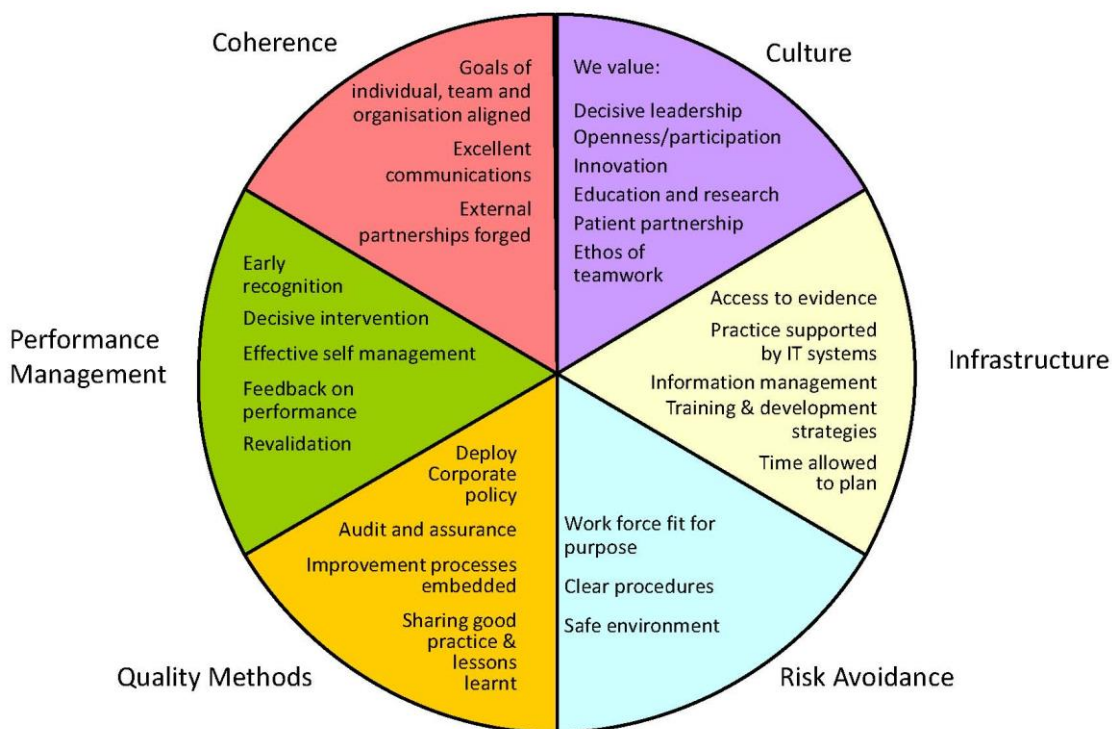 Coherence
Goals of
individual, team and
organisation aligned
Excellent
communications
External
partnerships forged
Culture
We value:
Decisive leadership
Openness/participation
Innovation
Education and research
Patient partnership
Ethos of
teamwork
Performance
Management
Early
recognition
Decisive intervention
Effective self management
Feedback on
performance
Revalidation
Infrastructure
Access to evidence
Practice supported
by IT systems
Information management
Training & development
strategies
Time allowed
to plan
Quality Methods
Deploy
Corporate
policy
Audit and assurance
Improvement processes
embedded
Sharing good
practice &
lessons
learnt
Risk Avoidance
Work force fit for
purpose
Clear procedures
Safe environment